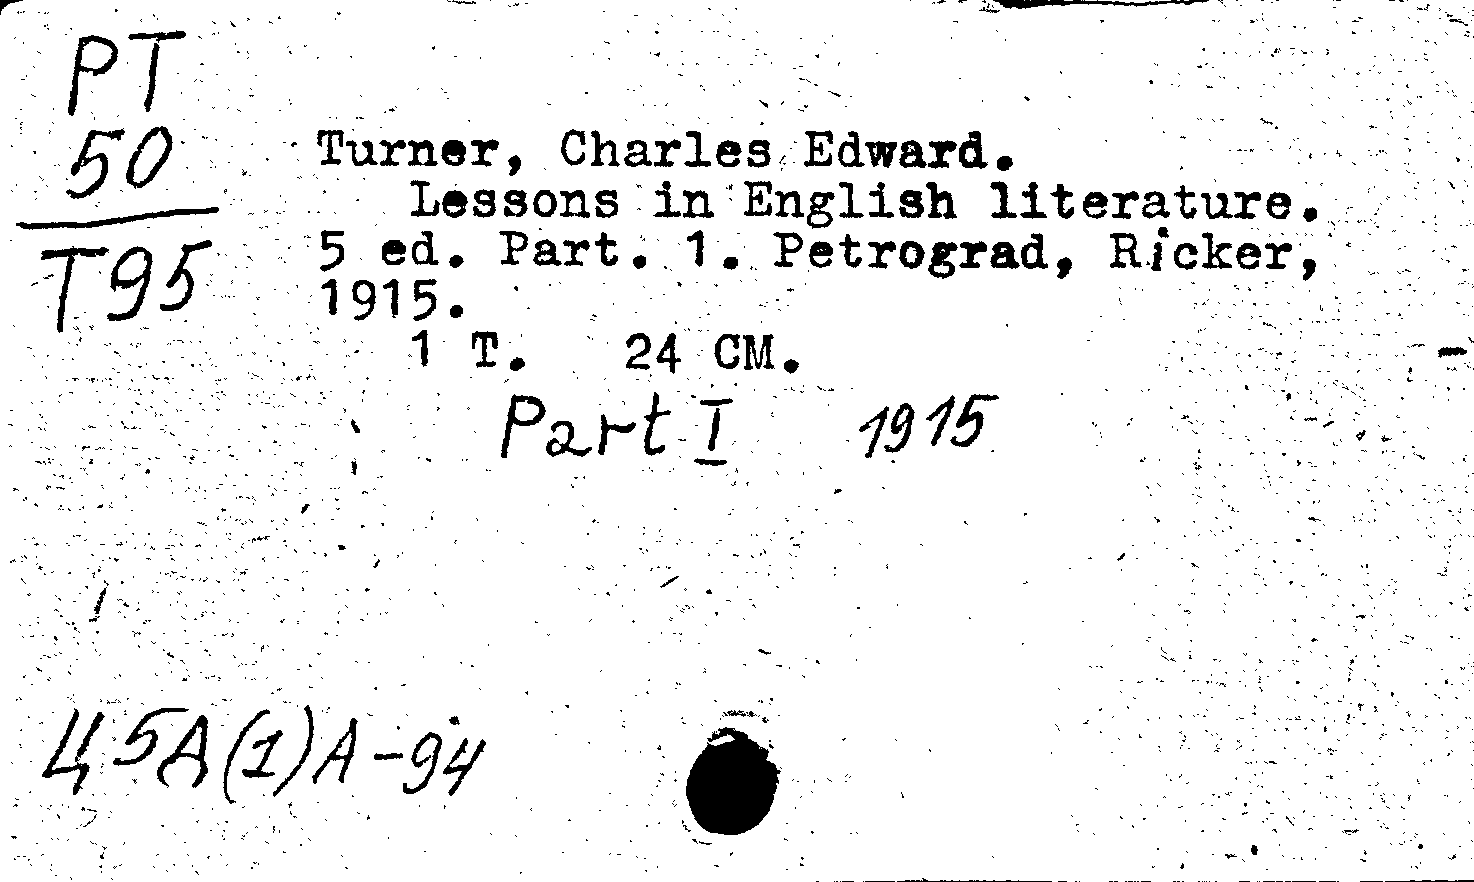 PT
50
T95
Turner, Charles Edward.
Lessons in English literature.
5 ed. Part. 1. Petrograd, Ricker,
1915.
1 T. 24 CM.
Part I 1915
Ц5А(1)А-94